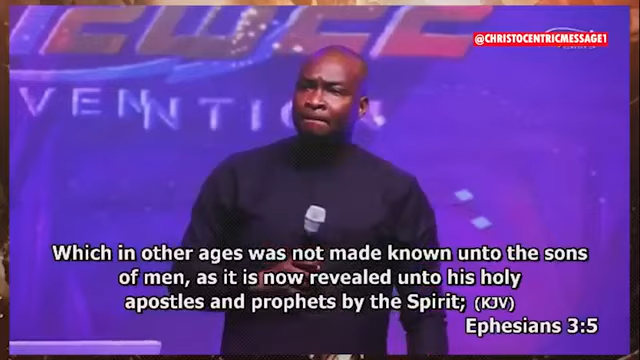 @CHRISTOCENTRICMESSAGE1
VENNTI
Which in other ages was not made known unto the sons
of men, as it is now revealed unto his holy
apostles and prophets by the Spirit; (KJV)
Ephesians 3:5